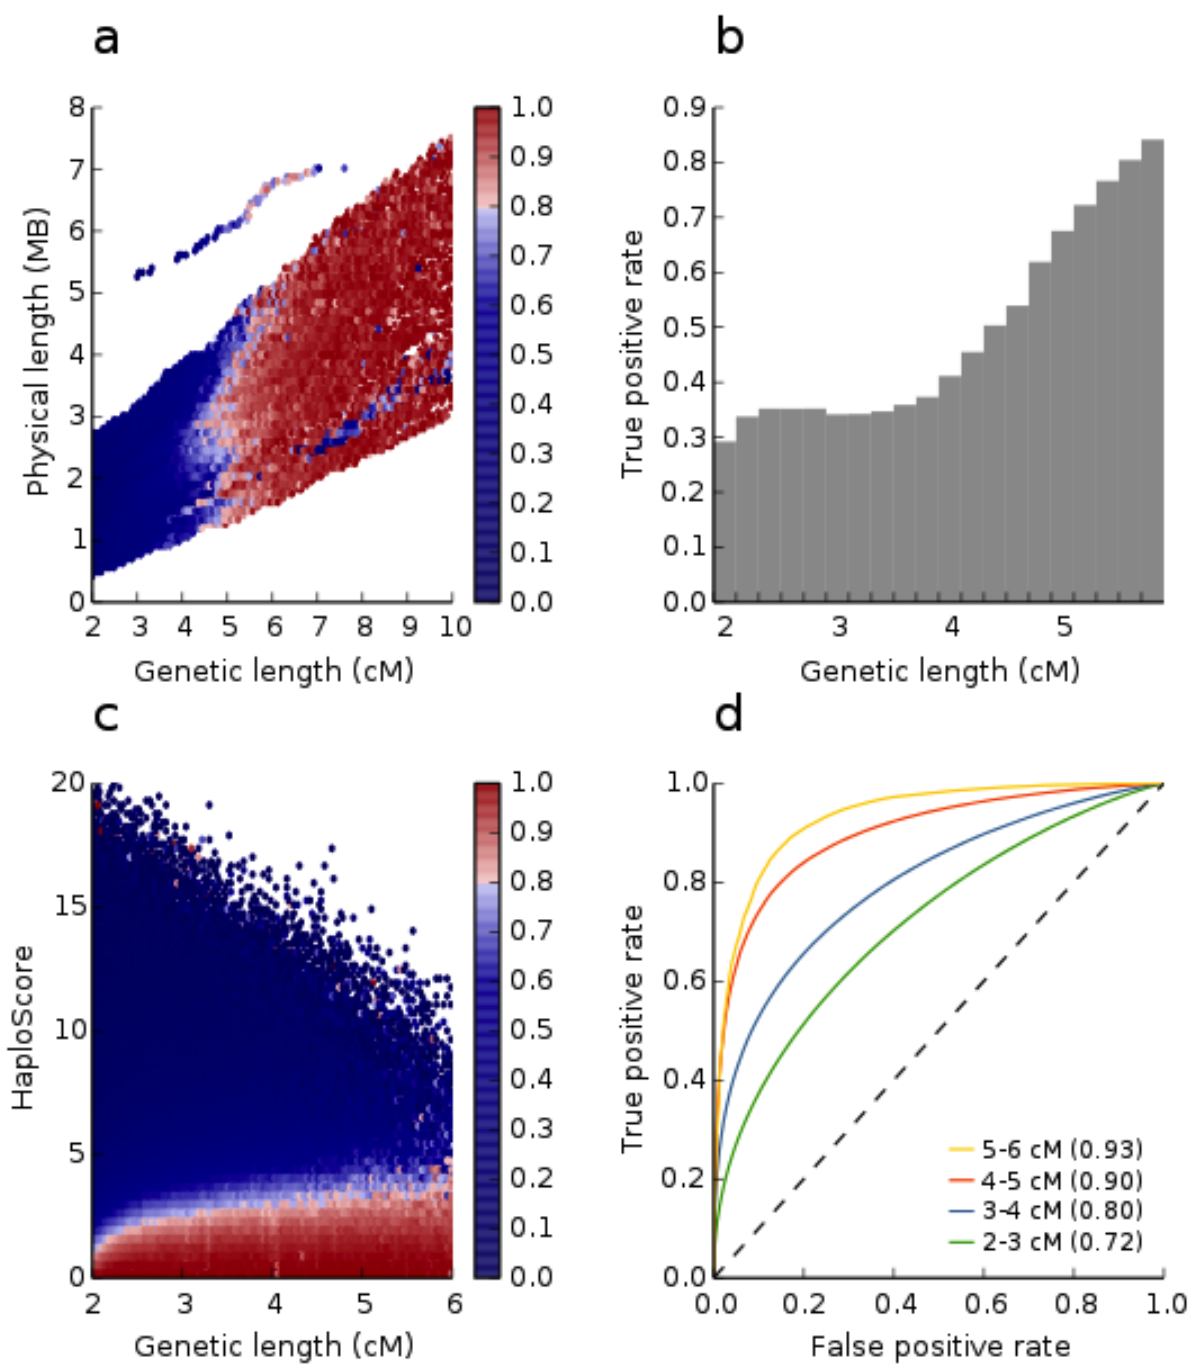 a
8
7
6
5
4
3
2
1
0
Physical length (MB)
2 3 4 5 6 7 8 9 10
Genetic length (cM)
1.0
0.9
0.8
0.7
0.6
0.5
0.4
0.3
0.2
0.1
0.0
b
0.9
0.8
0.7
0.6
0.5
0.4
0.3
0.2
0.1
0.0
True positive rate
2 3 4 5
Genetic length (cM)
c
20
15
10
5
0
HaploScore
2 3 4 5 6
Genetic length (cM)
1.0
0.9
0.8
0.7
0.6
0.5
0.4
0.3
0.2
0.1
0.0
d
1.0
0.8
0.6
0.4
0.2
0.0
True positive rate
5-6 cM (0.93)
4-5 cM (0.90)
3-4 cM (0.80)
2-3 cM (0.72)
0.0 0.2 0.4 0.6 0.8 1.0
False positive rate